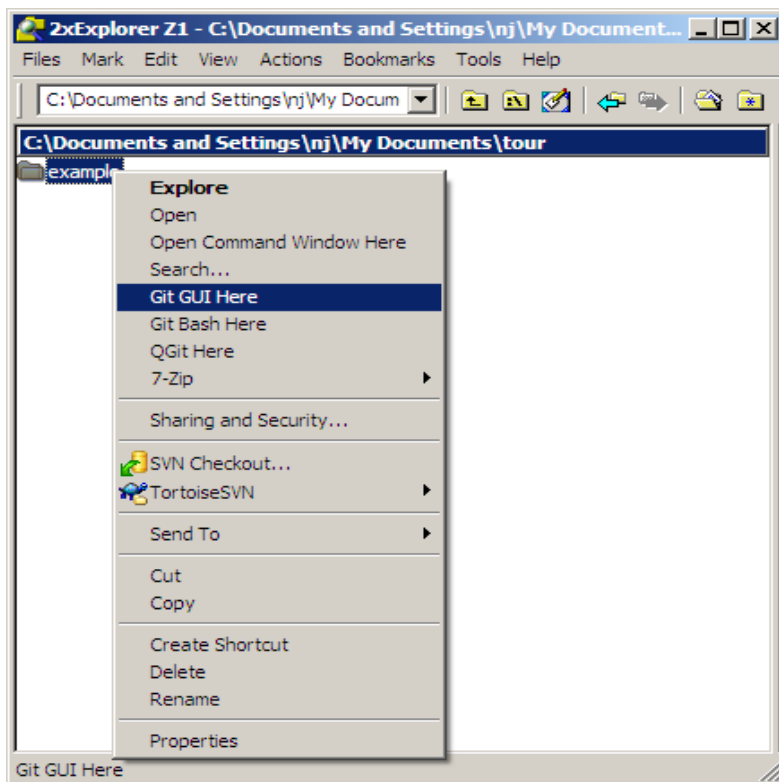 2xExplorer Z1 - C:\Documents and Settings\nj\My Document...
Files Mark Edit View Actions Bookmarks Tools Help
C:\Documents and Settings\nj\My Docum
C:\Documents and Settings\nj\My Documents\tour
example
Explore
Open
Open Command Window Here
Search...
Git GUI Here
Git Bash Here
QGit Here
7-Zip
Sharing and Security...
SVN Checkout...
TortoiseSVN
Send To
Cut
Copy
Create Shortcut
Delete
Rename
Properties
Git GUI Here